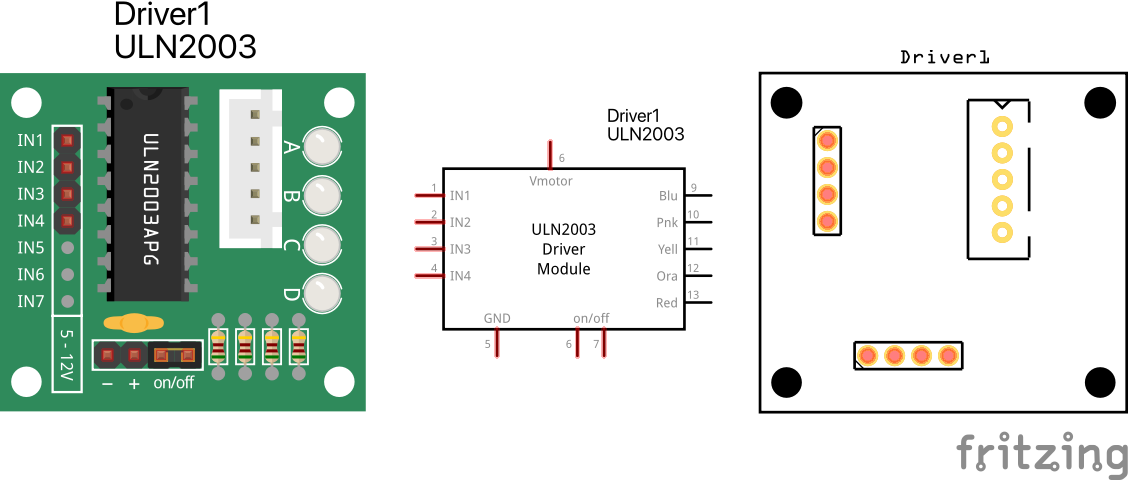 Driver1
ULN2003
IN1
IN2
IN3
IN4
IN5
IN6
IN7
5 - 12V
ULN2003APG
A
B
C
D
– + on/off
Driver1
ULN2003
6
Vmotor
1 IN1
2 IN2
3 IN3
4 IN4
ULN2003
Driver
Module
Blu 9
Pnk 10
Yell 11
Ora 12
Red 13
GND on/off
5 6 7
Driver1
fritzing